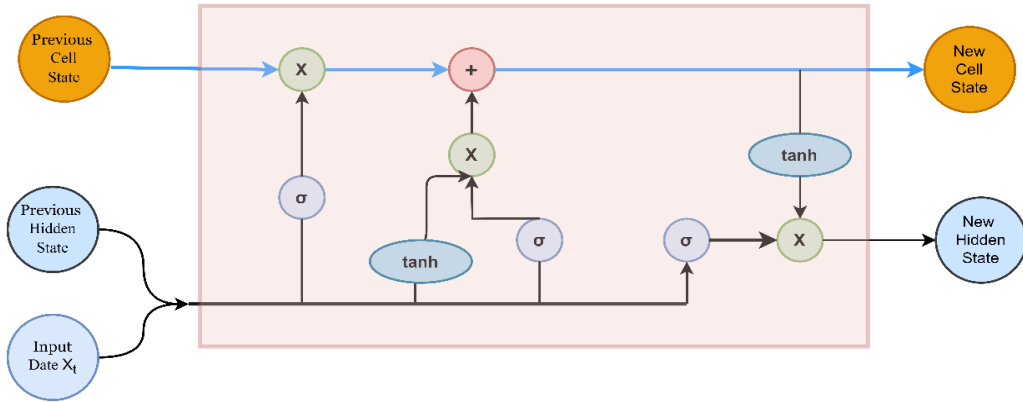 Previous
Cell
State
X
+
New
Cell
State
X
tanh
σ
Previous
Hidden
State
tanh
σ
σ
X
New
Hidden
State
Input
Date Xt